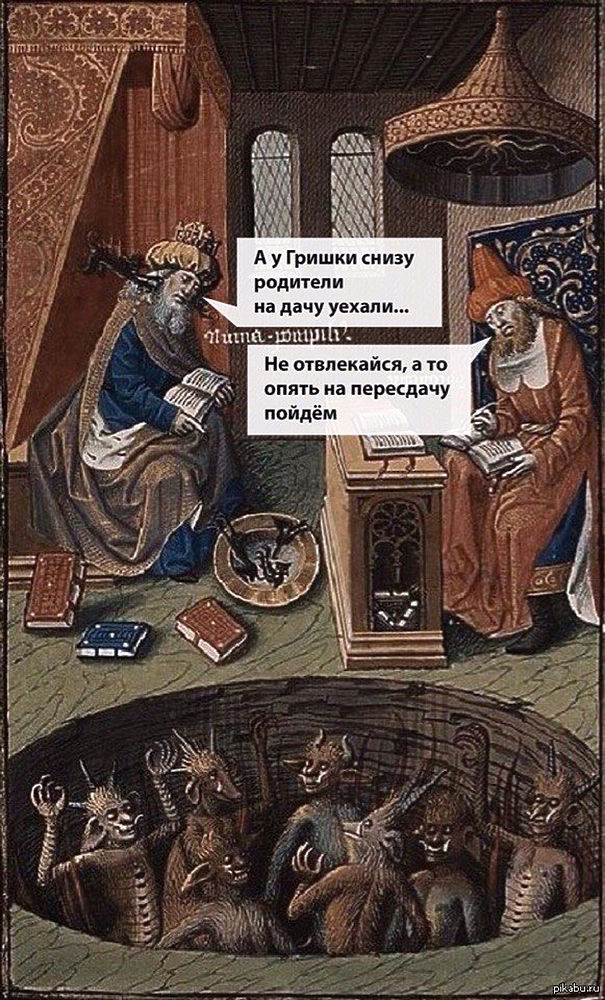 А у Гришки снизу
родители
на дачу уехали...
Не отвлекайся, а то
опять на пересдачу
пойдём
pikabu.ru